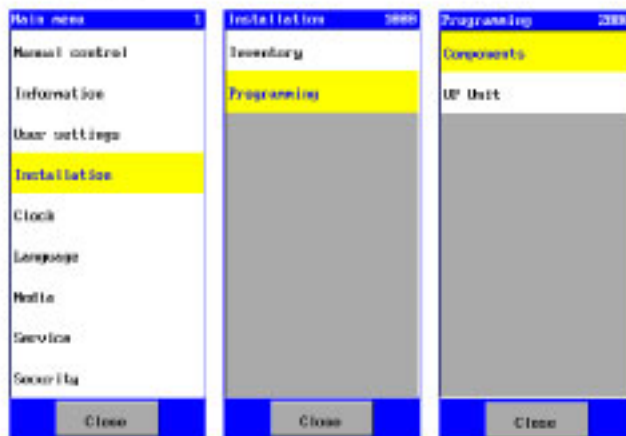 Main menu 1
Manual control
Information
User settings
Installation
Clock
Language
Media
Service
Security
Close
Installation
Inventory
Programming
Close
Programming
Components
Unit
Close